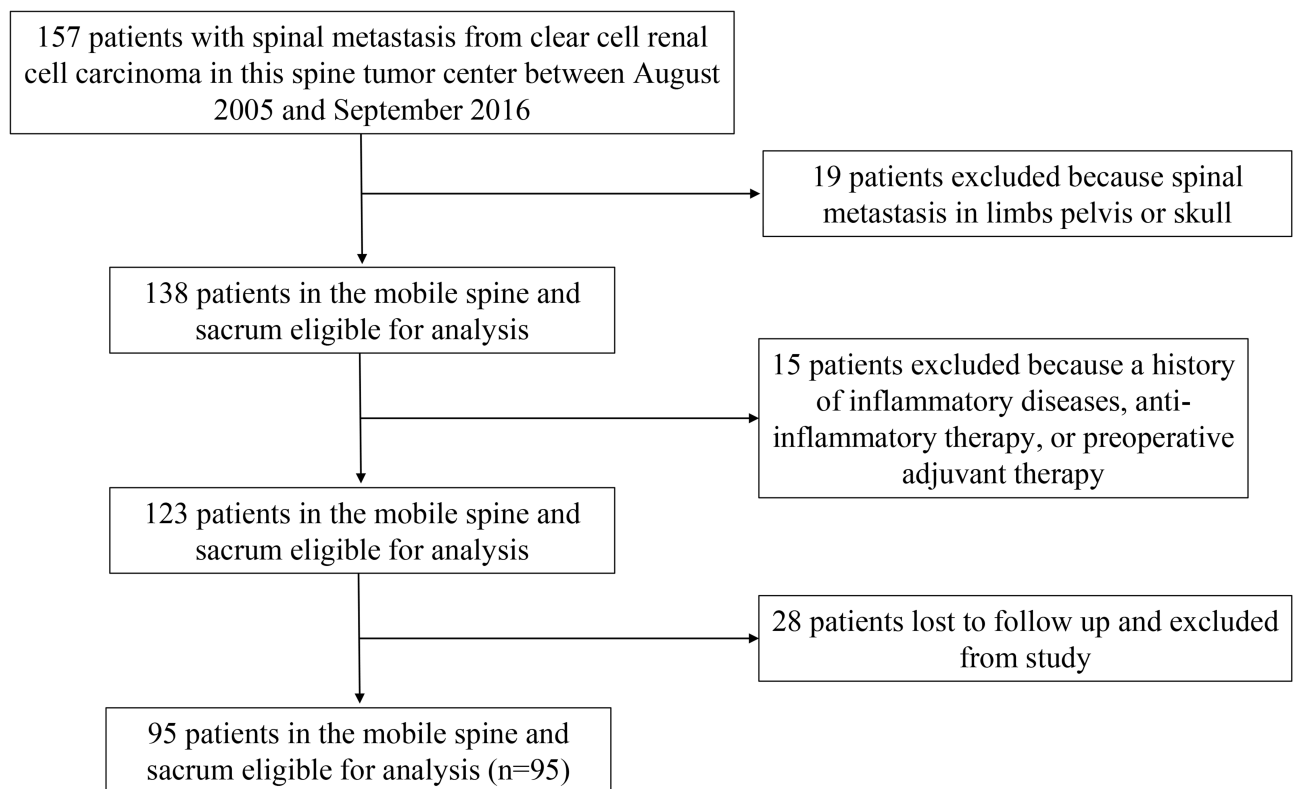 157 patients with spinal metastasis from clear cell renal
cell carcinoma in this spine tumor center between August
2005 and September 2016
19 patients excluded because spinal
metastasis in limbs pelvis or skull
138 patients in the mobile spine and
sacrum eligible for analysis
15 patients excluded because a history
of inflammatory diseases, anti-
inflammatory therapy, or preoperative
adjuvant therapy
123 patients in the mobile spine and
sacrum eligible for analysis
28 patients lost to follow up and excluded
from study
95 patients in the mobile spine and
sacrum eligible for analysis (n=95)